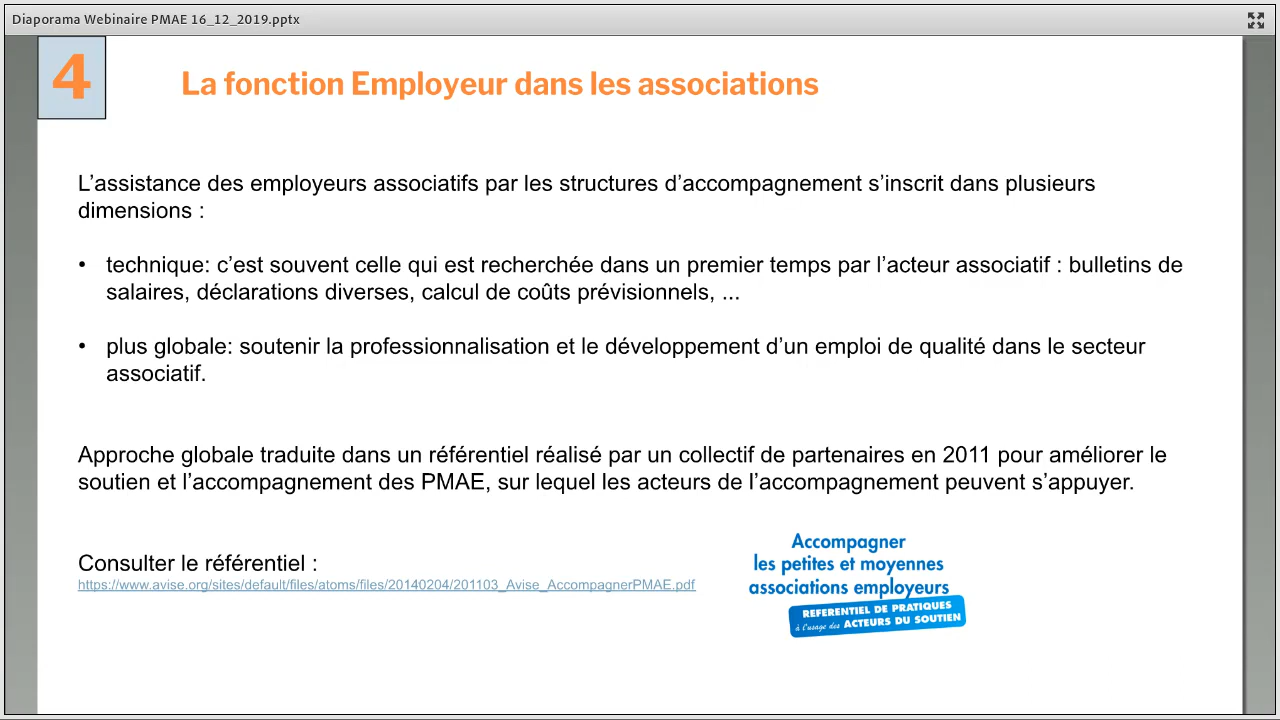 Diaporama Webinaire PMAE 16_12_2019.pptx
4
La fonction Employeur dans les associations
L’assistance des employeurs associatifs par les structures d’accompagnement s’inscrit dans plusieurs
dimensions :
• technique: c’est souvent celle qui est recherchée dans un premier temps par l’acteur associatif : bulletins de
salaires, déclarations diverses, calcul de coûts prévisionnels, ...
• plus globale: soutenir la professionnalisation et le développement d’un emploi de qualité dans le secteur
associatif.
Approche globale traduite dans un référentiel réalisé par un collectif de partenaires en 2011 pour améliorer le
soutien et l’accompagnement des PMAE, sur lequel les acteurs de l’accompagnement peuvent s’appuyer.
Consulter le référentiel :
https://www.avise.org/sites/default/files/atoms/files/20140204/201103_Avise_AccompagnerPMAE.pdf
Accompagner
les petites et moyennes
associations employeurs
REFERENTIEL DE PRATIQUES
à l'usage des ACTEURS DU SOUTIEN